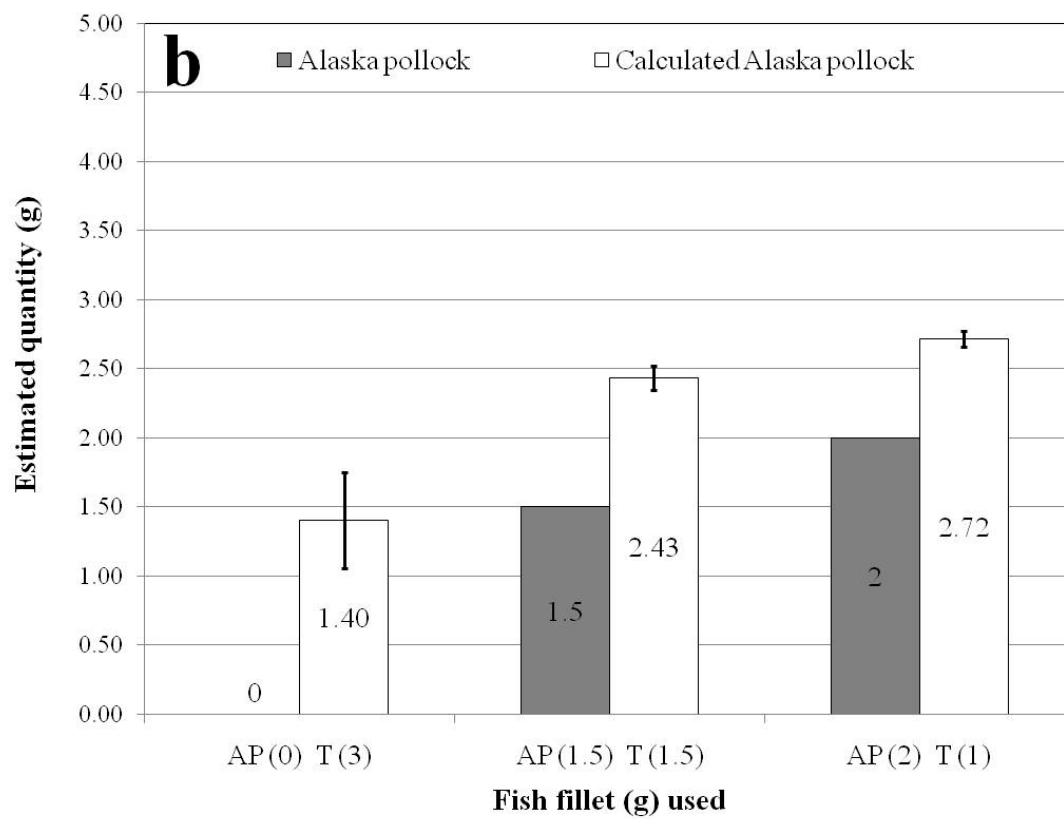 b
Alaska pollock
Calculated Alaska pollock
5.00
4.50
4.00
3.50
3.00
2.50
2.00
1.50
1.00
0.50
0.00
Estimated quantity (g)
0
1.40
1.5
2.43
2
2.72
AP (0) T (3)
AP (1.5) T (1.5)
AP (2) T (1)
Fish fillet (g) used